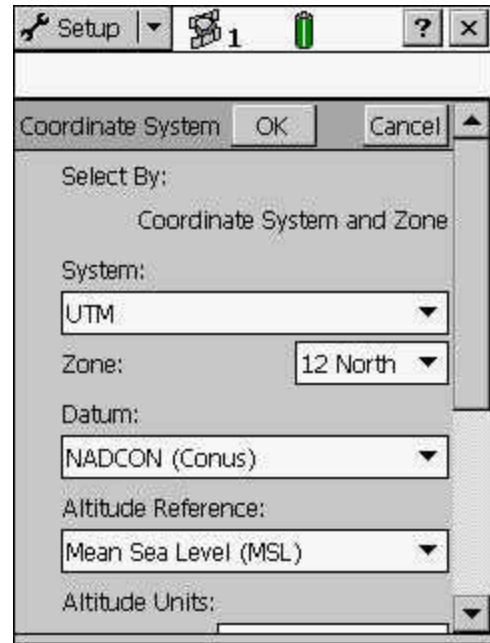 Setup
1
?
Coordinate System OK Cancel
Select By:
Coordinate System and Zone
System:
UTM
Zone: 12 North
Datum:
NADCON (Conus)
Altitude Reference:
Mean Sea Level (MSL)
Altitude Units: